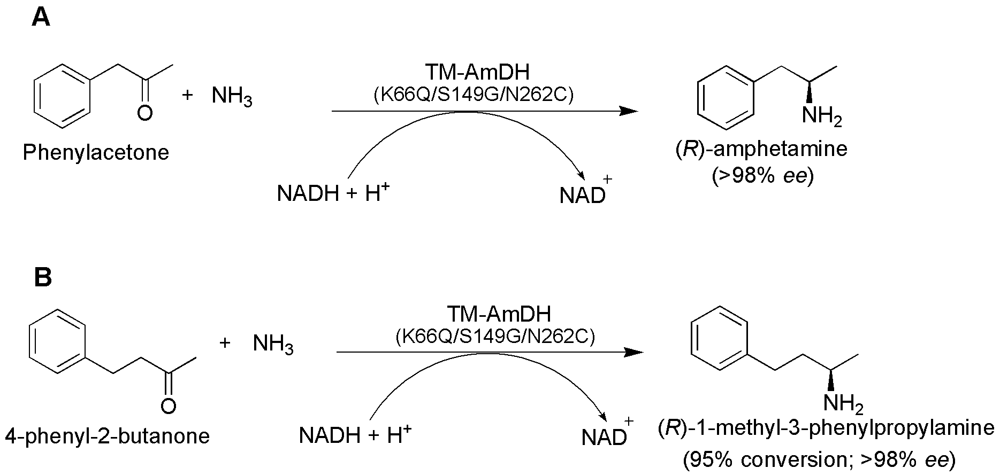 A
TM-AmDH
(K66Q/S149G/N262C)
+ NH3
O
NH2
Phenylacetone
(R)-amphetamine
(>98% ee)
NADH + H+
NAD+
B
TM-AmDH
(K66Q/S149G/N262C)
+ NH3
O
NH2
4-phenyl-2-butanone
NADH + H+
NAD+
(R)-1-methyl-3-phenylpropylamine
(95% conversion; >98% ee)